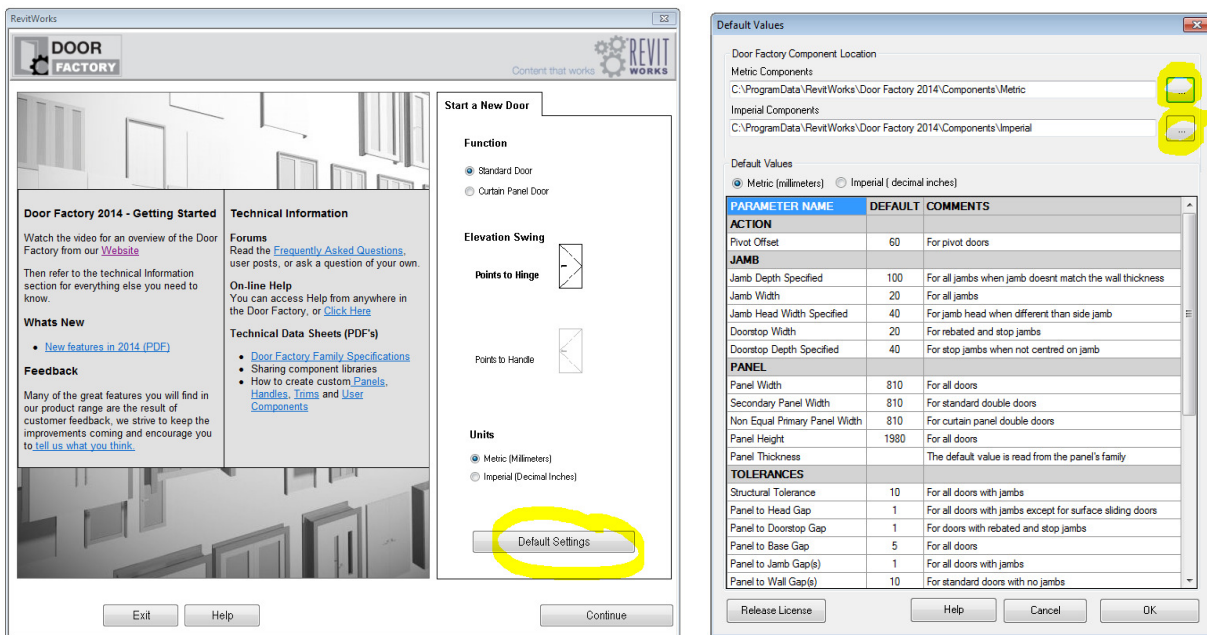 RevitWorks
DOOR
FACTORY
Content that works
REVIT
WORKS
Door Factory 2014 - Getting Started
Watch the video for an overview of the Door
Factory from our Website
Then refer to the technical Information
section for everything else you need to
know.
Whats New
• New features in 2014 (PDF)
Feedback
Many of the great features you will find in
our product range are the result of
customer feedback, we strive to keep the
improvements coming and encourage you
to tell us what you think.
Technical Information
Forums
Read the Frequently Asked Questions,
user posts, or ask a question of your own.
On-line Help
You can access Help from anywhere in
the Door Factory, or Click Here
Technical Data Sheets (PDF's)
• Door Factory Family Specifications
• Sharing component libraries
• How to create custom Panels,
Handles, Trims and User
Components
Start a New Door
Function
Standard Door
Curtain Panel Door
Elevation Swing
Points to Hinge
Points to Handle
Units
Metric (Millimeters)
Imperial (Decimal Inches)
Default Settings
Exit
Help
Continue
Default Values
Door Factory Component Location
Metric Components
C:\ProgramData\RevitWorks\Door Factory 2014\Components\Metric
...
Imperial Components
C:\ProgramData\RevitWorks\Door Factory 2014\Components\Imperial
...
Default Values
Metric (millimeters) Imperial ( decimal inches)
PARAMETER NAME DEFAULT COMMENTS
ACTION
Pivot Offset 60 For pivot doors
JAMB
Jamb Depth Specified 100 For all jambs when jamb doesnt match the wall thickness
Jamb Width 20 For all jambs
Jamb Head Width Specified 40 For jamb head when different than side jamb
Doorstop Width 20 For rebated and stop jambs
Doorstop Depth Specified 40 For stop jambs when not centred on jamb
PANEL
Panel Width 810 For all doors
Secondary Panel Width 810 For standard double doors
Non Equal Primary Panel Width 810 For curtain panel double doors
Panel Height 1980 For all doors
Panel Thickness The default value is read from the panel's family
TOLERANCES
Structural Tolerance 10 For all doors with jambs
Panel to Head Gap 1 For all doors with jambs except for surface sliding doors
Panel to Doorstop Gap 1 For doors with rebated and stop jambs
Panel to Base Gap 5 For all doors
Panel to Jamb Gap(s) 1 For all doors with jambs
Panel to Wall Gap(s) 10 For standard doors with no jambs
Release License
Help
Cancel
OK